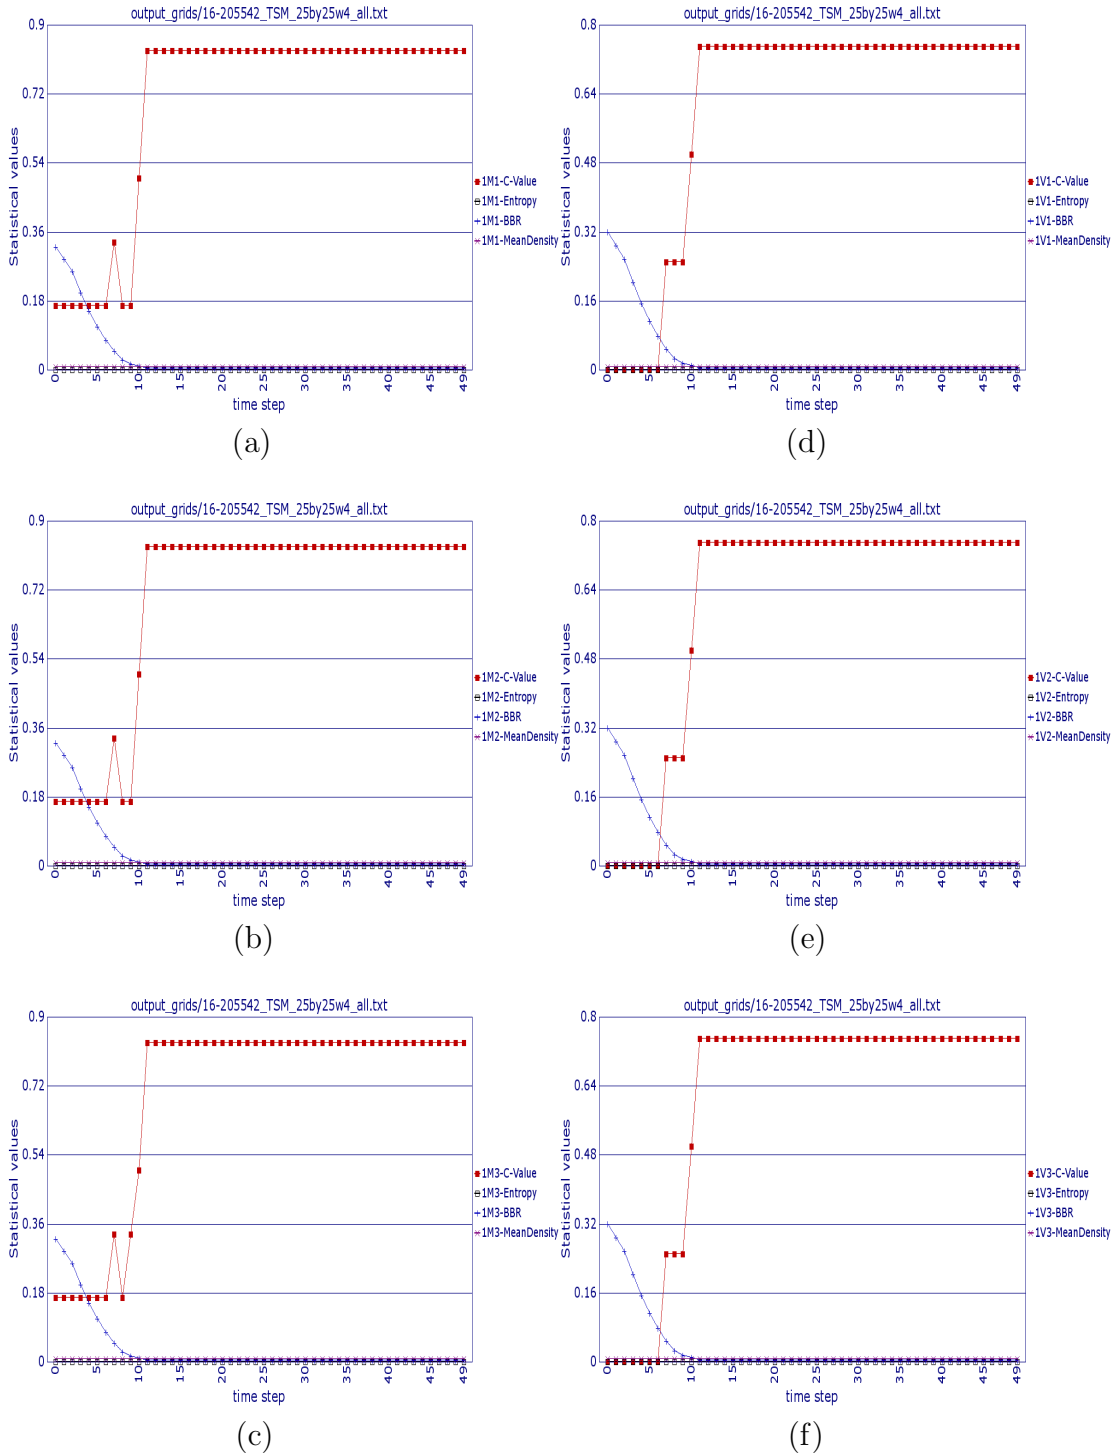 output_grids/16-205542_TSM_25by25w4_all.txt
0.9
0.72
0.54
0.36
0.18
0
Statistical values
0 5 10 15 20 25 30 35 40 45 49
time step
1M1-C-Value
1M1-Entropy
1M1-BBR
1M1-MeanDensity
(a)
output_grids/16-205542_TSM_25by25w4_all.txt
0.8
0.64
0.48
0.32
0.16
0
Statistical values
0 5 10 15 20 25 30 35 40 45 49
time step
1V1-C-Value
1V1-Entropy
1V1-BBR
1V1-MeanDensity
(d)
output_grids/16-205542_TSM_25by25w4_all.txt
0.9
0.72
0.54
0.36
0.18
0
Statistical values
0 5 10 15 20 25 30 35 40 45 49
time step
1M2-C-Value
1M2-Entropy
1M2-BBR
1M2-MeanDensity
(b)
output_grids/16-205542_TSM_25by25w4_all.txt
0.8
0.64
0.48
0.32
0.16
0
Statistical values
0 5 10 15 20 25 30 35 40 45 49
time step
1V2-C-Value
1V2-Entropy
1V2-BBR
1V2-MeanDensity
(e)
output_grids/16-205542_TSM_25by25w4_all.txt
0.9
0.72
0.54
0.36
0.18
0
Statistical values
0 5 10 15 20 25 30 35 40 45 49
time step
1M3-C-Value
1M3-Entropy
1M3-BBR
1M3-MeanDensity
(c)
output_grids/16-205542_TSM_25by25w4_all.txt
0.8
0.64
0.48
0.32
0.16
0
Statistical values
0 5 10 15 20 25 30 35 40 45 49
time step
1V3-C-Value
1V3-Entropy
1V3-BBR
1V3-MeanDensity
(f)